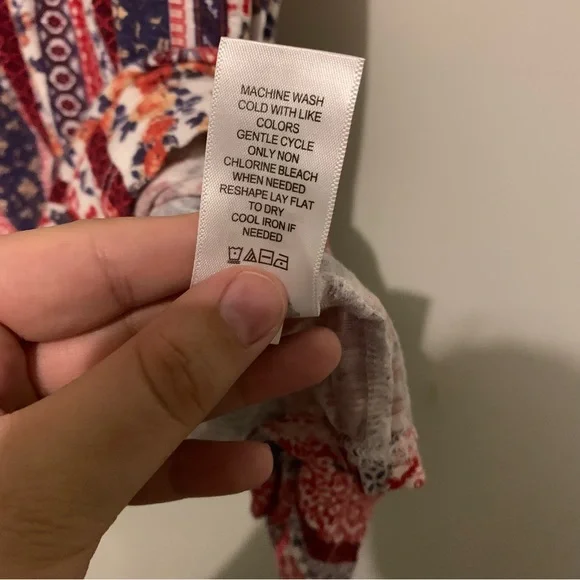 MACHINE WASH
COLD WITH LIKE
COLORS
GENTLE CYCLE
ONLY NON
CHLORINE BLEACH
WHEN NEEDED
RESHAPE LAY FLAT
TO DRY
COOL IRON IF
NEEDED